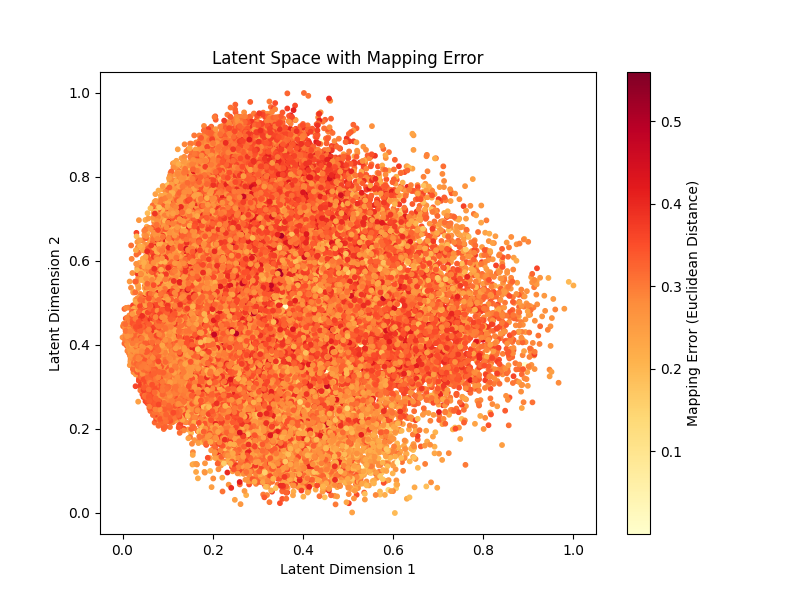 Latent Space with Mapping Error
1.0
0.8
0.6
0.4
0.2
0.0
Latent Dimension 2
0.0 0.2 0.4 0.6 0.8 1.0
Latent Dimension 1
0.5
0.4
0.3
0.2
0.1
Mapping Error (Euclidean Distance)